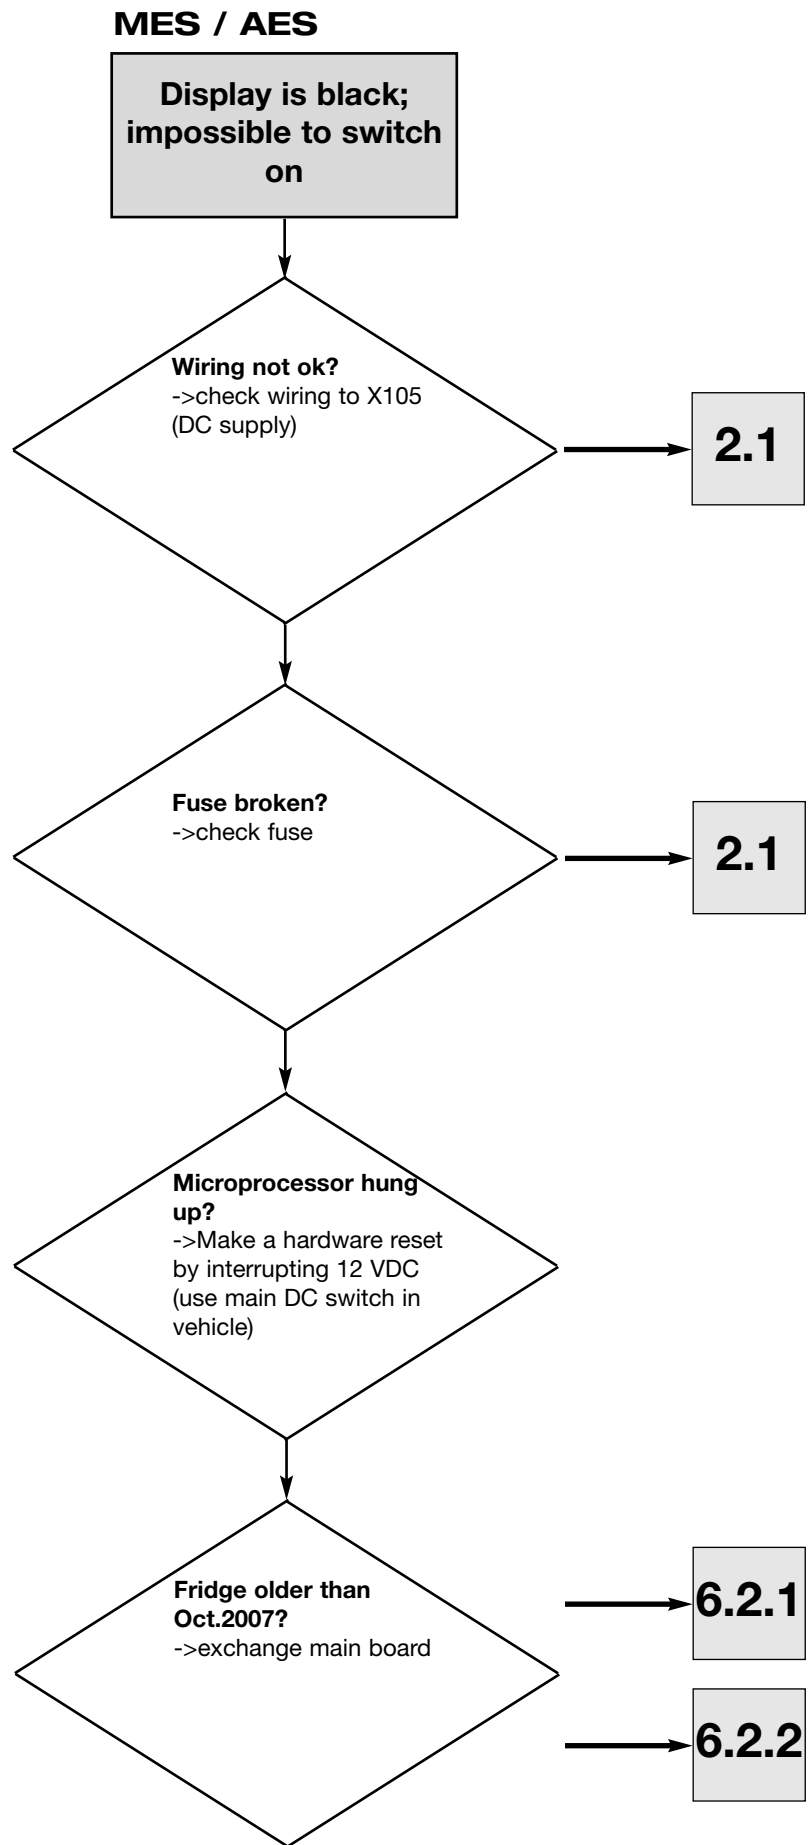 MES / AES
Display is black;
impossible to switch
on
Wiring not ok?
->check wiring to X105
(DC supply)
2.1
Fuse broken?
->check fuse
2.1
Microprocessor hung
up?
->Make a hardware reset
by interrupting 12 VDC
(use main DC switch in
vehicle)
Fridge older than
Oct.2007?
->exchange main board
6.2.1
6.2.2